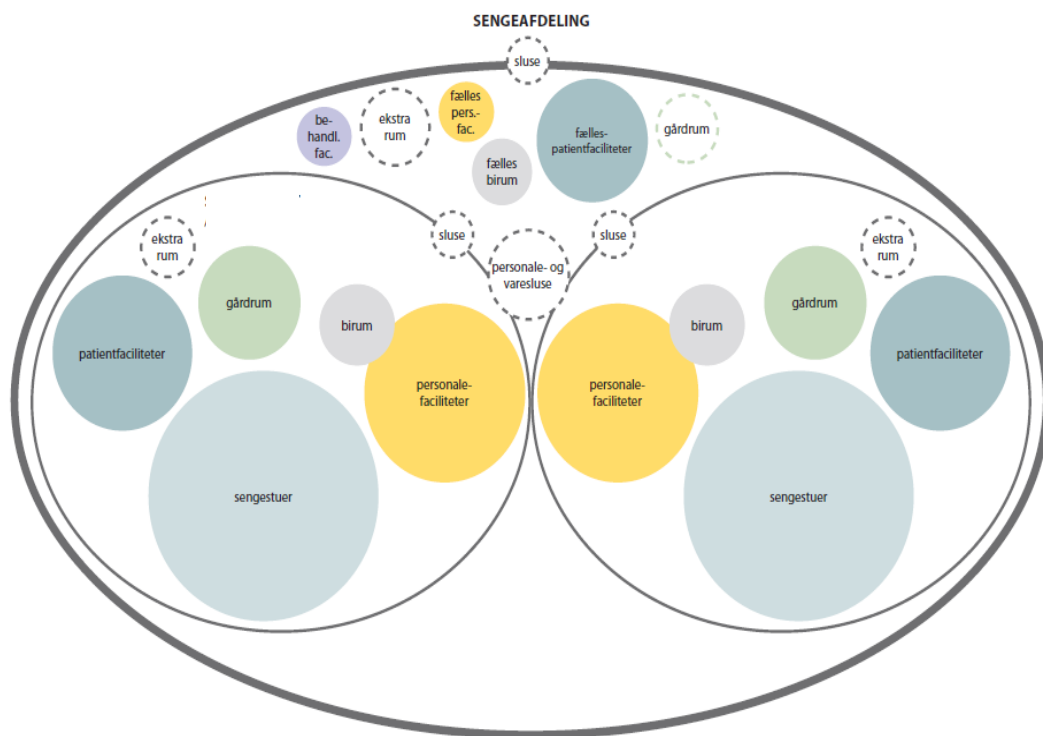 SENGEAFDELING
sluse
be-
handl.
fac.
ekstra
rum
fælles
pers.-
fac.
fælles
birum
fælles-
patientfaciliteter
gårdrum
sluse
sluse
personale- og
varesluse
ekstra
rum
gårdrum
patientfaciliteter
birum
personale-
faciliteter
sengestuer
ekstra
rum
gårdrum
patientfaciliteter
birum
personale-
faciliteter
sengestuer